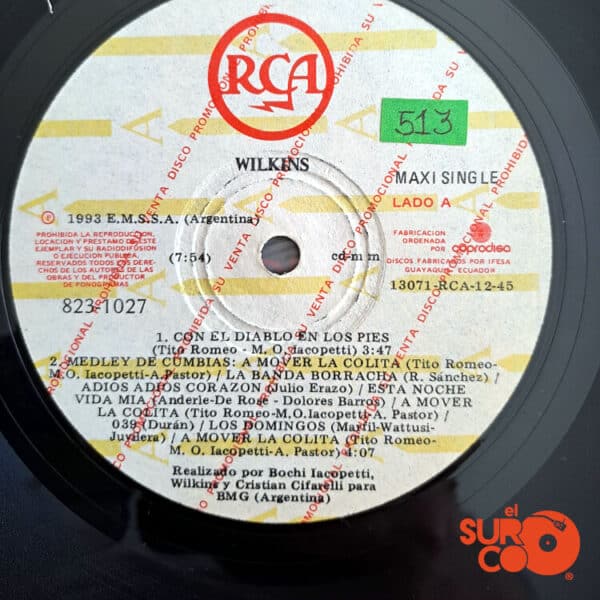 RCA
513
WILKINS
MAXI SINGLE
LADO A
℗ 1993 E.M.S.S.A. (Argentina)
PROHIBIDA LA REPRODUCCION,
LOCACION Y PRESTAMO DE ESTE
EJEMPLAR Y SU RADIODIFUSION
O EJECUCION PUBLICA.
RESERVADOS TODOS LOS DERE-
CHOS DE LOS AUTORES DE LAS
OBRAS Y DEL PRODUCTOR
DE FONOGRAMAS
(7:54)
cd-m m
FABRICACION
ORDENADA
POR
DISCOS FABRICADOS POR IFESA
GUAYAQUIL ECUADOR
13071-RCA-12-45
823-1027
1. CON EL DIABLO EN LOS PIES
(Tito Romeo - M. O. Iacopetti) 3:47
2. MEDLEY DE CUMBIAS: A MOVER LA COLITA (Tito Romeo-
M. O. Iacopetti-A. Pastor) / LA BANDA BORRACHA (R. Sánchez) /
ADIOS ADIOS CORAZON (Julio Erazo) / ESTA NOCHE
VIDA MIA (Anderle-De Rose - Dolores Barros) / A MOVER
LA COLITA (Tito Romeo-M.O.Iacopetti-A. Pastor) /
039 (Durán) / LOS DOMINGOS
/ A MOVER LA COLITA (Tito Romeo-
M. O. Iacopetti-A. Pastor) 4:07
Realizado por Bochi Iacopetti,
Wilkins y Cristian Cifarelli para
BMG (Argentina)
DISCO PROMOCIONAL PROHIBIDA SU VENTA
el
SUR
CO
®